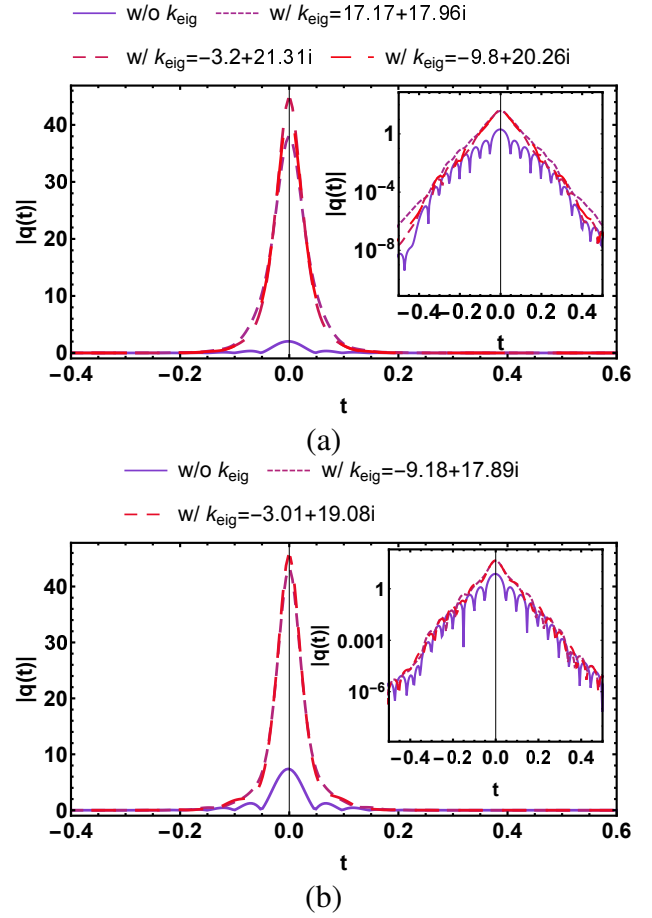 w/o k_eig w/ k_eig=17.17+17.96i
w/ k_eig=−3.2+21.31i w/ k_eig=−9.8+20.26i
|q(t)|
40
30
20
10
0
−0.4 −0.2 0.0 0.2 0.4 0.6
t
|q(t)|
1
10^−4
10^−8
−0.4 −0.2 0.0 0.2 0.4
t
(a)
w/o k_eig w/ k_eig=−9.18+17.89i
w/ k_eig=−3.01+19.08i
|q(t)|
40
30
20
10
0
−0.4 −0.2 0.0 0.2 0.4 0.6
t
|q(t)|
1
0.001
10^−6
−0.4 −0.2 0.0 0.2 0.4
t
(b)